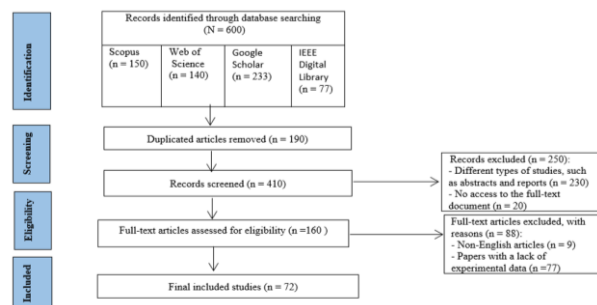 Records identified through database searching
(N = 600)
Scopus
(n = 150)
Web of
Science
(n = 140)
Google
Scholar
(n = 233)
IEEE
Digital
Library
(n = 77)
Identification
Duplicated articles removed (n = 190)
Screening
Records screened (n = 410)
Records excluded (n = 250):
- Different types of studies, such
as abstracts and reports (n = 230)
- No access to the full-text
document (n = 20)
Eligibility
Full-text articles assessed for eligibility (n =160 )
Full-text articles excluded, with
reasons (n = 88):
- Non-English articles (n = 9)
- Papers with a lack of
experimental data (n =77)
Included
Final included studies (n = 72)